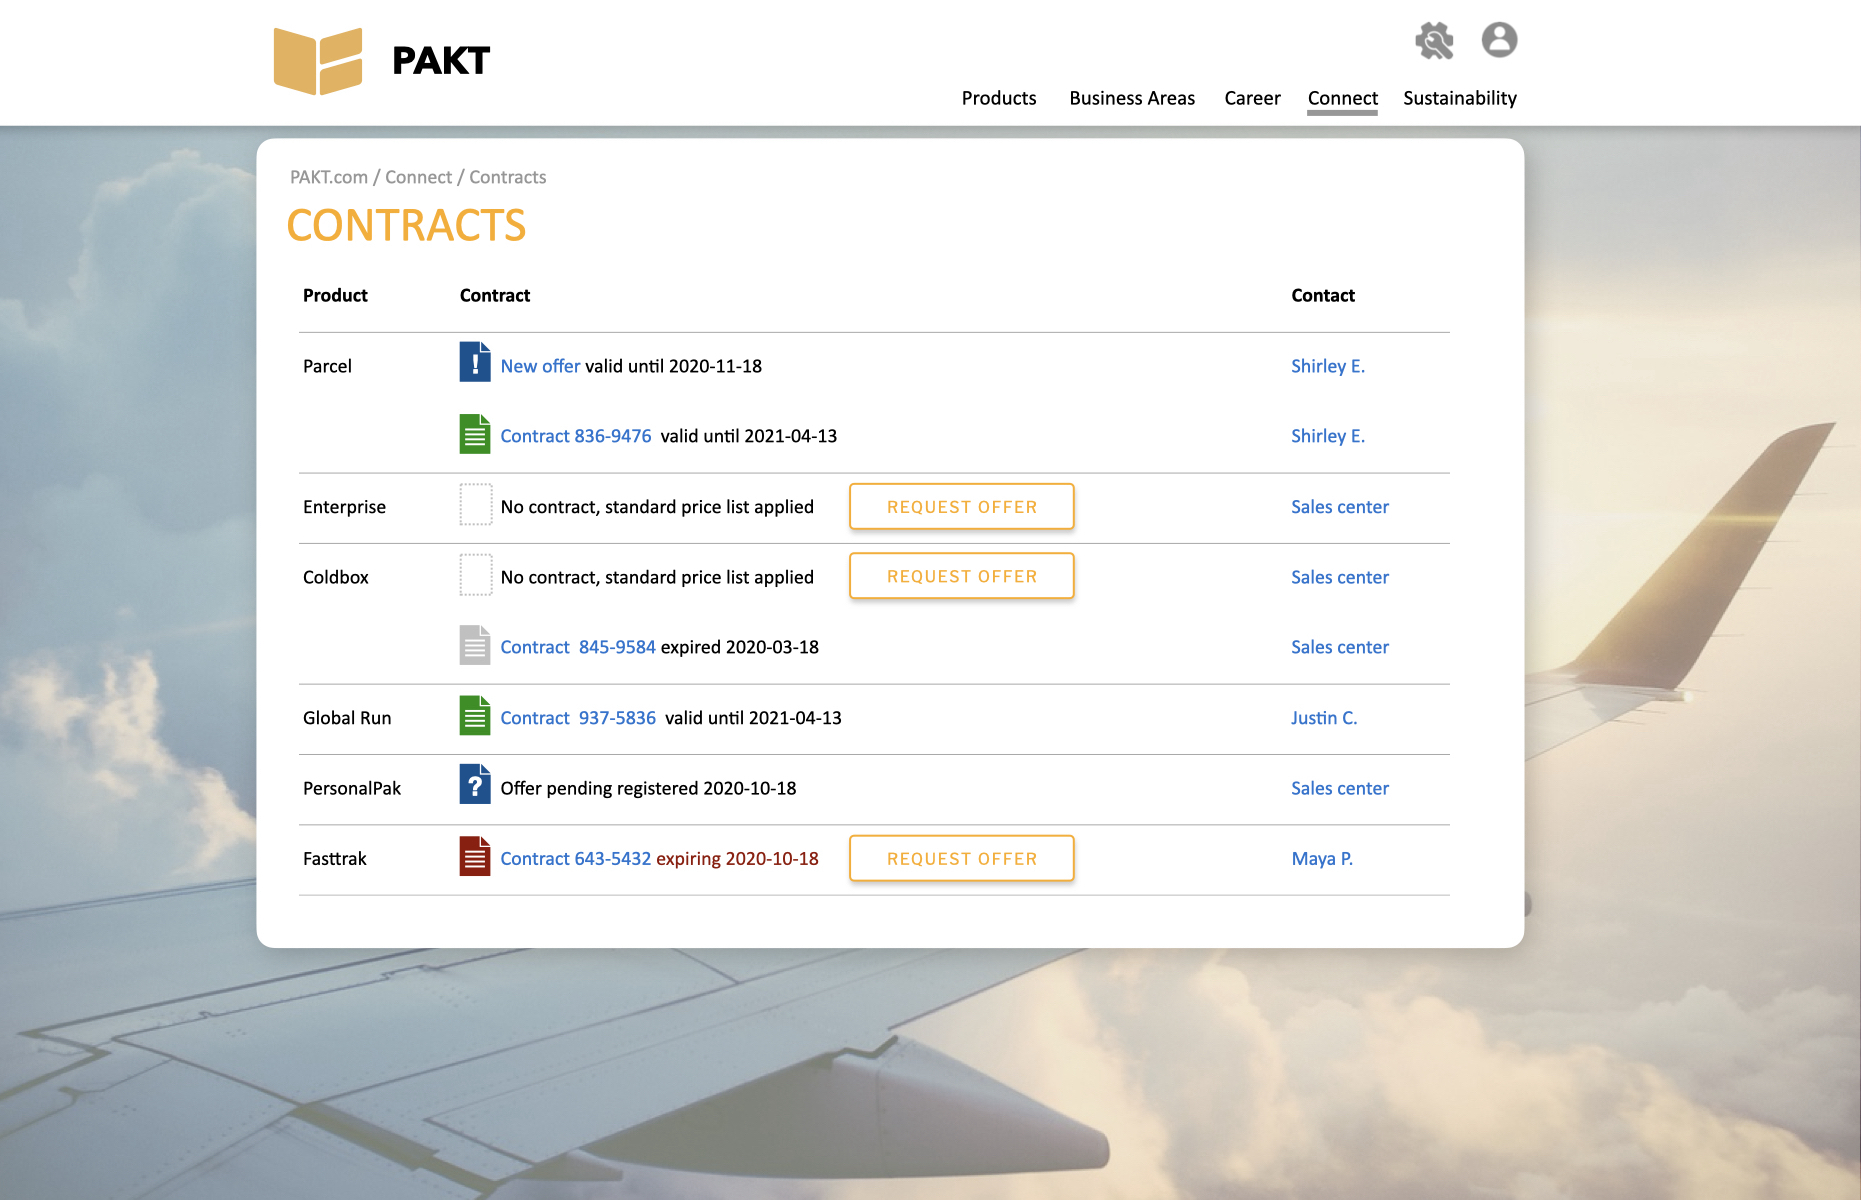 PAKT
Products Business Areas Career Connect Sustainability
PAKT.com / Connect / Contracts
CONTRACTS
Product Contract Contact
Parcel New offer valid until 2020-11-18 Shirley E.
Contract 836-9476 valid until 2021-04-13 Shirley E.
Enterprise No contract, standard price list applied REQUEST OFFER Sales center
Coldbox No contract, standard price list applied REQUEST OFFER Sales center
Contract 845-9584 expired 2020-03-18 Sales center
Global Run Contract 937-5836 valid until 2021-04-13 Justin C.
PersonalPak Offer pending registered 2020-10-18 Sales center
Fasttrak Contract 643-5432 expiring 2020-10-18 REQUEST OFFER Maya P.